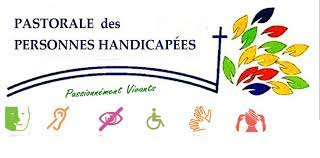 PASTORALE des
PERSONNES HANDICAPÉES
Passionnément Vivants